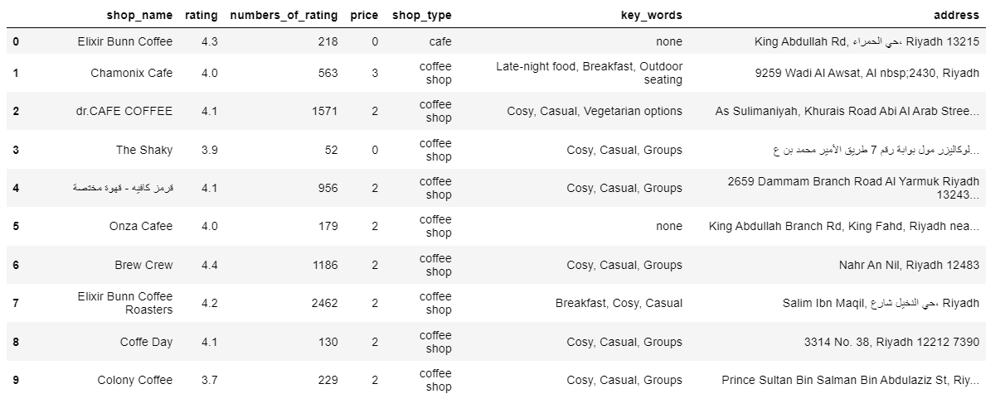 shop_name rating numbers_of_rating price shop_type key_words address
0 Elixir Bunn Coffee 4.3 218 0 cafe none King Abdullah Rd, حي الحمراء، Riyadh 13215
1 Chamonix Cafe 4.0 563 3 coffee shop Late-night food, Breakfast, Outdoor seating 9259 Wadi Al Awsat, Al nbsp;2430, Riyadh
2 dr.CAFE COFFEE 4.1 1571 2 coffee shop Cosy, Casual, Vegetarian options As Sulimaniyah, Khurais Road Abi Al Arab Stree...
3 The Shaky 3.9 52 0 coffee shop Cosy, Casual, Groups لوكاليزر مول بوابة رقم 7 طريق الأمير محمد بن ع...
4 قرمز كافيه - قهوة مختصة 4.1 956 2 coffee shop Cosy, Casual, Groups 2659 Dammam Branch Road Al Yarmuk Riyadh 13243...
5 Onza Cafee 4.0 179 2 coffee shop none King Abdullah Branch Rd, King Fahd, Riyadh nea...
6 Brew Crew 4.4 1186 2 coffee shop Cosy, Casual, Groups Nahr An Nil, Riyadh 12483
7 Elixir Bunn Coffee Roasters 4.2 2462 2 coffee shop Breakfast, Cosy, Casual Salim Ibn Maqil, حي النخيل شارع، Riyadh
8 Coffe Day 4.1 130 2 coffee shop Cosy, Casual, Groups 3314 No. 38, Riyadh 12212 7390
9 Colony Coffee 3.7 229 2 coffee shop Cosy, Casual, Groups Prince Sultan Bin Salman Bin Abdulaziz St, Riy...